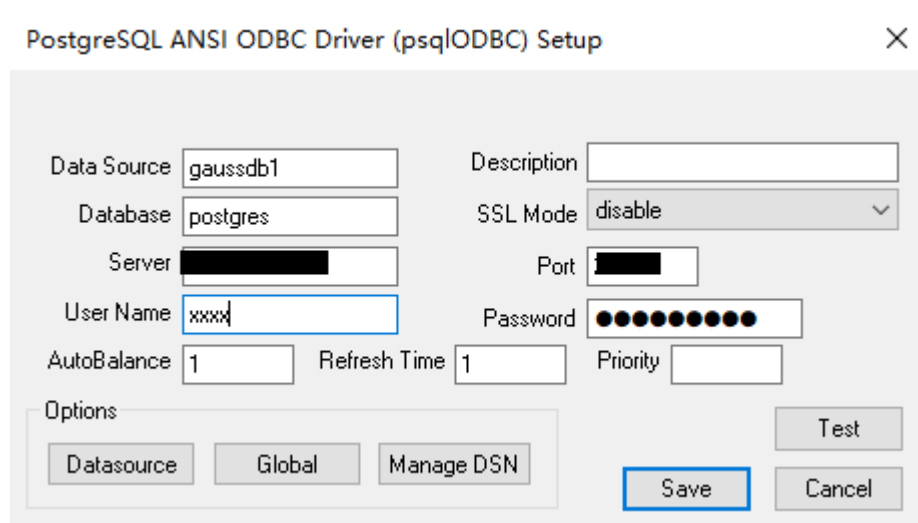 PostgreSQL ANSI ODBC Driver (psqlODBC) Setup
Data Source gaussdb1 Description
Database postgres SSL Mode disable
Server Port
User Name xxxx Password ●●●●●●●●●
AutoBalance 1 Refresh Time 1 Priority
Options
Test
Datasource Global Manage DSN
Save Cancel